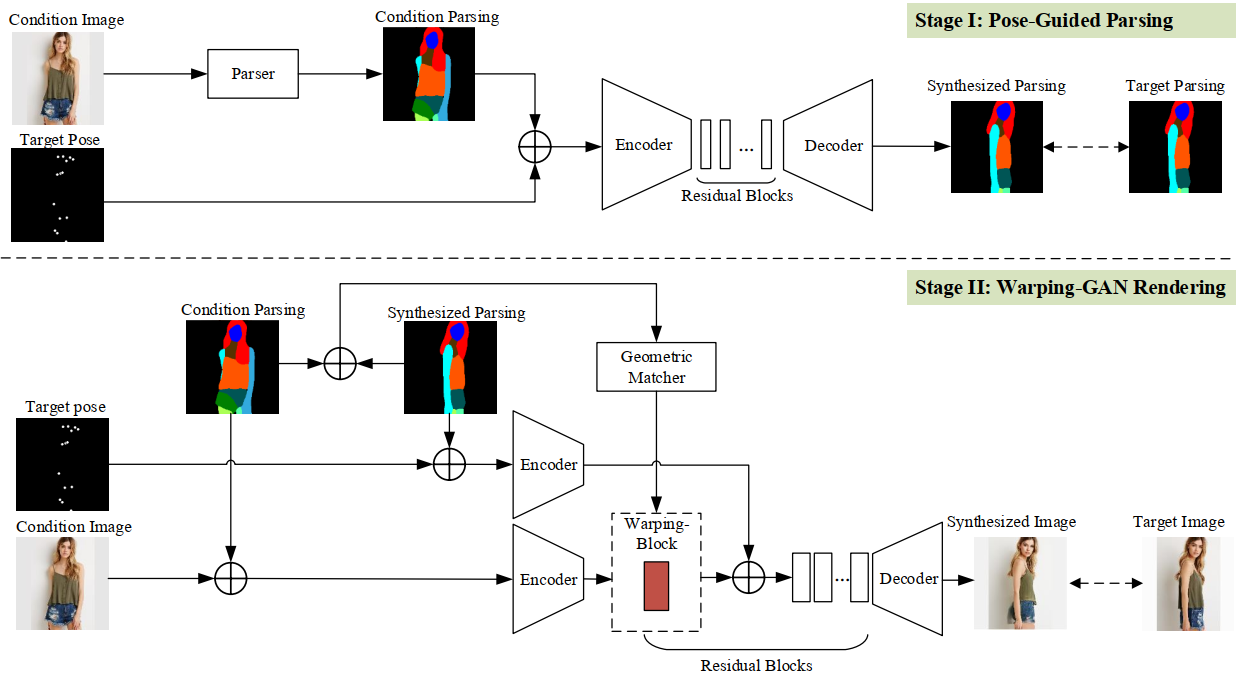 Stage I: Pose-Guided Parsing
Condition Image
Condition Parsing
Parser
Synthesized Parsing
Target Parsing
Target Pose
Encoder
...
Decoder
Residual Blocks
Stage II: Warping-GAN Rendering
Condition Parsing
Synthesized Parsing
Geometric
Matcher
Target pose
Encoder
Condition Image
Warping-
Block
Synthesized Image
Target Image
Encoder
...
Decoder
Residual Blocks